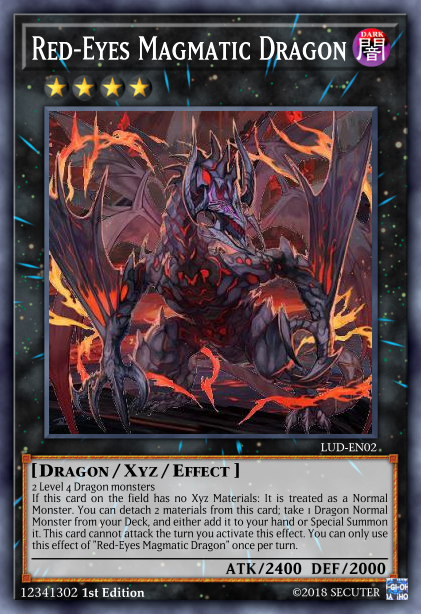 RED-EYES MAGMATIC DRAGON
DARK
闇
LUD-EN02
[DRAGON / XYZ / EFFECT ]
2 Level 4 Dragon monsters
If this card on the field has no Xyz Materials: It is treated as a Normal
Monster. You can detach 2 materials from this card; take 1 Dragon Normal
Monster from your Deck, and either add it to your hand or Special Summon
it. This card cannot attack the turn you activate this effect. You can only use
this effect of "Red-Eyes Magmatic Dragon" once per turn.
ATK/2400 DEF/2000
12341302 1st Edition
©2018 SECUTER